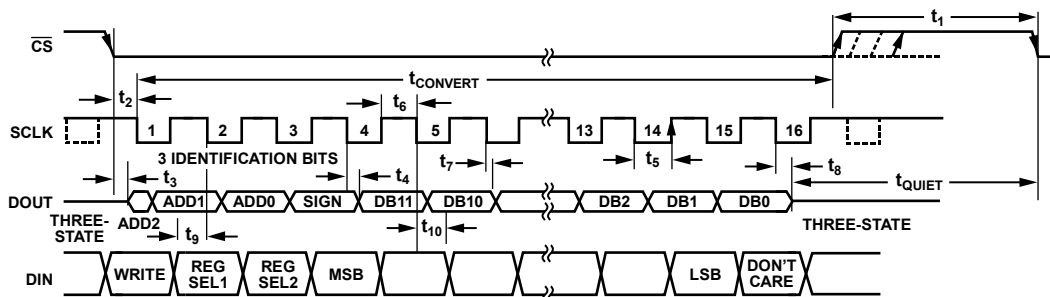 t1
CS
tCONVERT
t2
t6
SCLK
1 2 3 4 5 13 14 15 16
3 IDENTIFICATION BITS
t7
t5
t8
t3
t4
tQUIET
DOUT
ADD1 ADD0 SIGN DB11 DB10 DB2 DB1 DB0
THREE-
STATE
ADD2
t9
t10
THREE-STATE
DIN
WRITE
REG
SEL1
REG
SEL2
MSB
LSB
DON'T
CARE